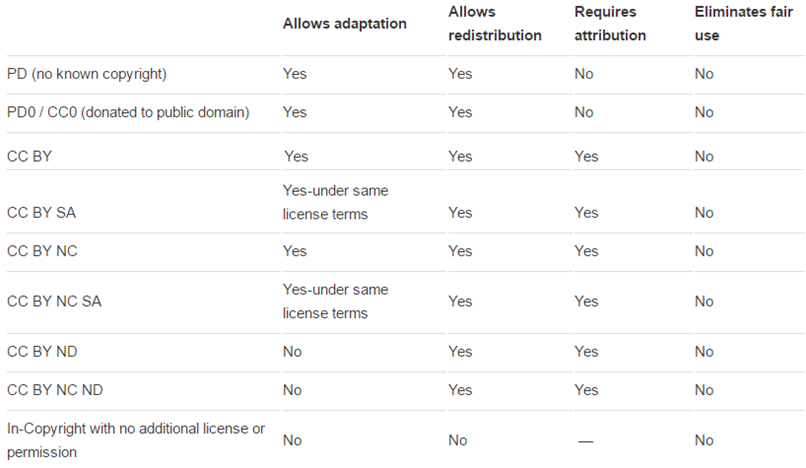 Allows adaptation Allows redistribution Requires attribution Eliminates fair use
PD (no known copyright) Yes Yes No No
PD0 / CC0 (donated to public domain) Yes Yes No No
CC BY Yes Yes Yes No
CC BY SA Yes-under same license terms Yes Yes No
CC BY NC Yes Yes Yes No
CC BY NC SA Yes-under same license terms Yes Yes No
CC BY ND No Yes Yes No
CC BY NC ND No Yes Yes No
In-Copyright with no additional license or permission No No — No